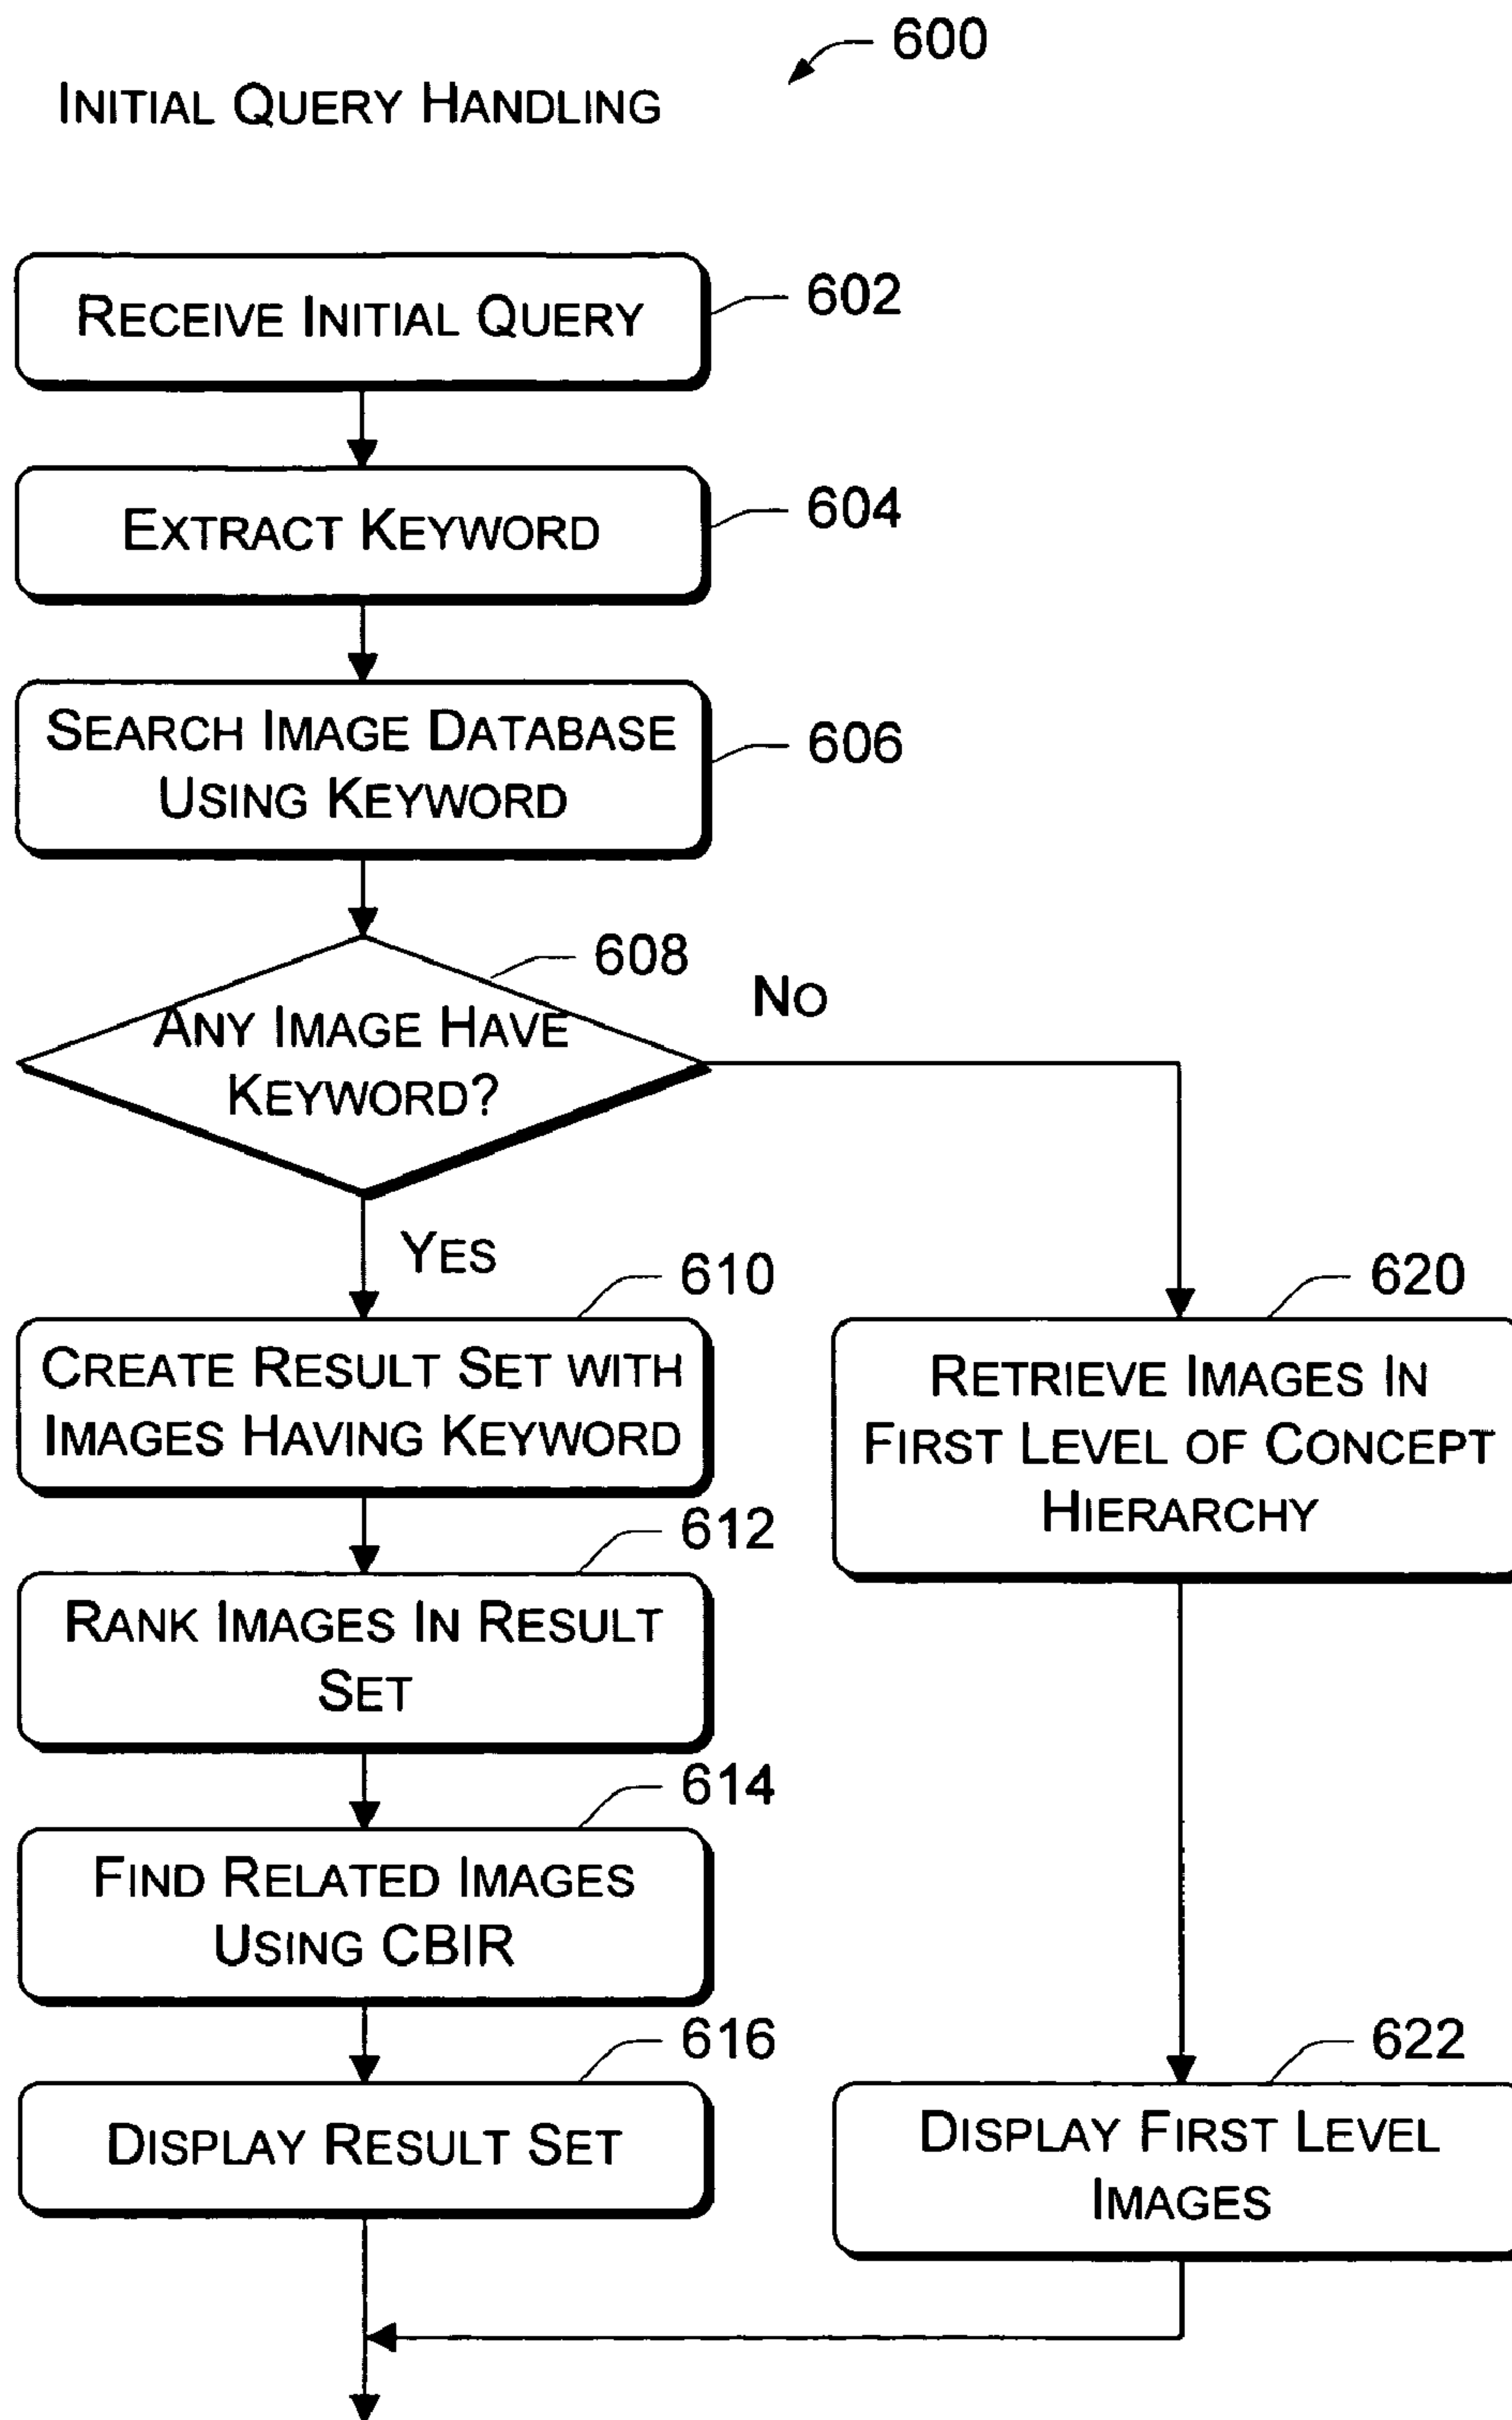 600
INITIAL QUERY HANDLING
RECEIVE INITIAL QUERY
602
EXTRACT KEYWORD
604
SEARCH IMAGE DATABASE
USING KEYWORD
606
608
ANY IMAGE HAVE
KEYWORD?
NO
YES
610
CREATE RESULT SET WITH
IMAGES HAVING KEYWORD
620
RETRIEVE IMAGES IN
FIRST LEVEL OF CONCEPT
HIERARCHY
612
RANK IMAGES IN RESULT
SET
614
FIND RELATED IMAGES
USING CBIR
616
DISPLAY RESULT SET
622
DISPLAY FIRST LEVEL
IMAGES